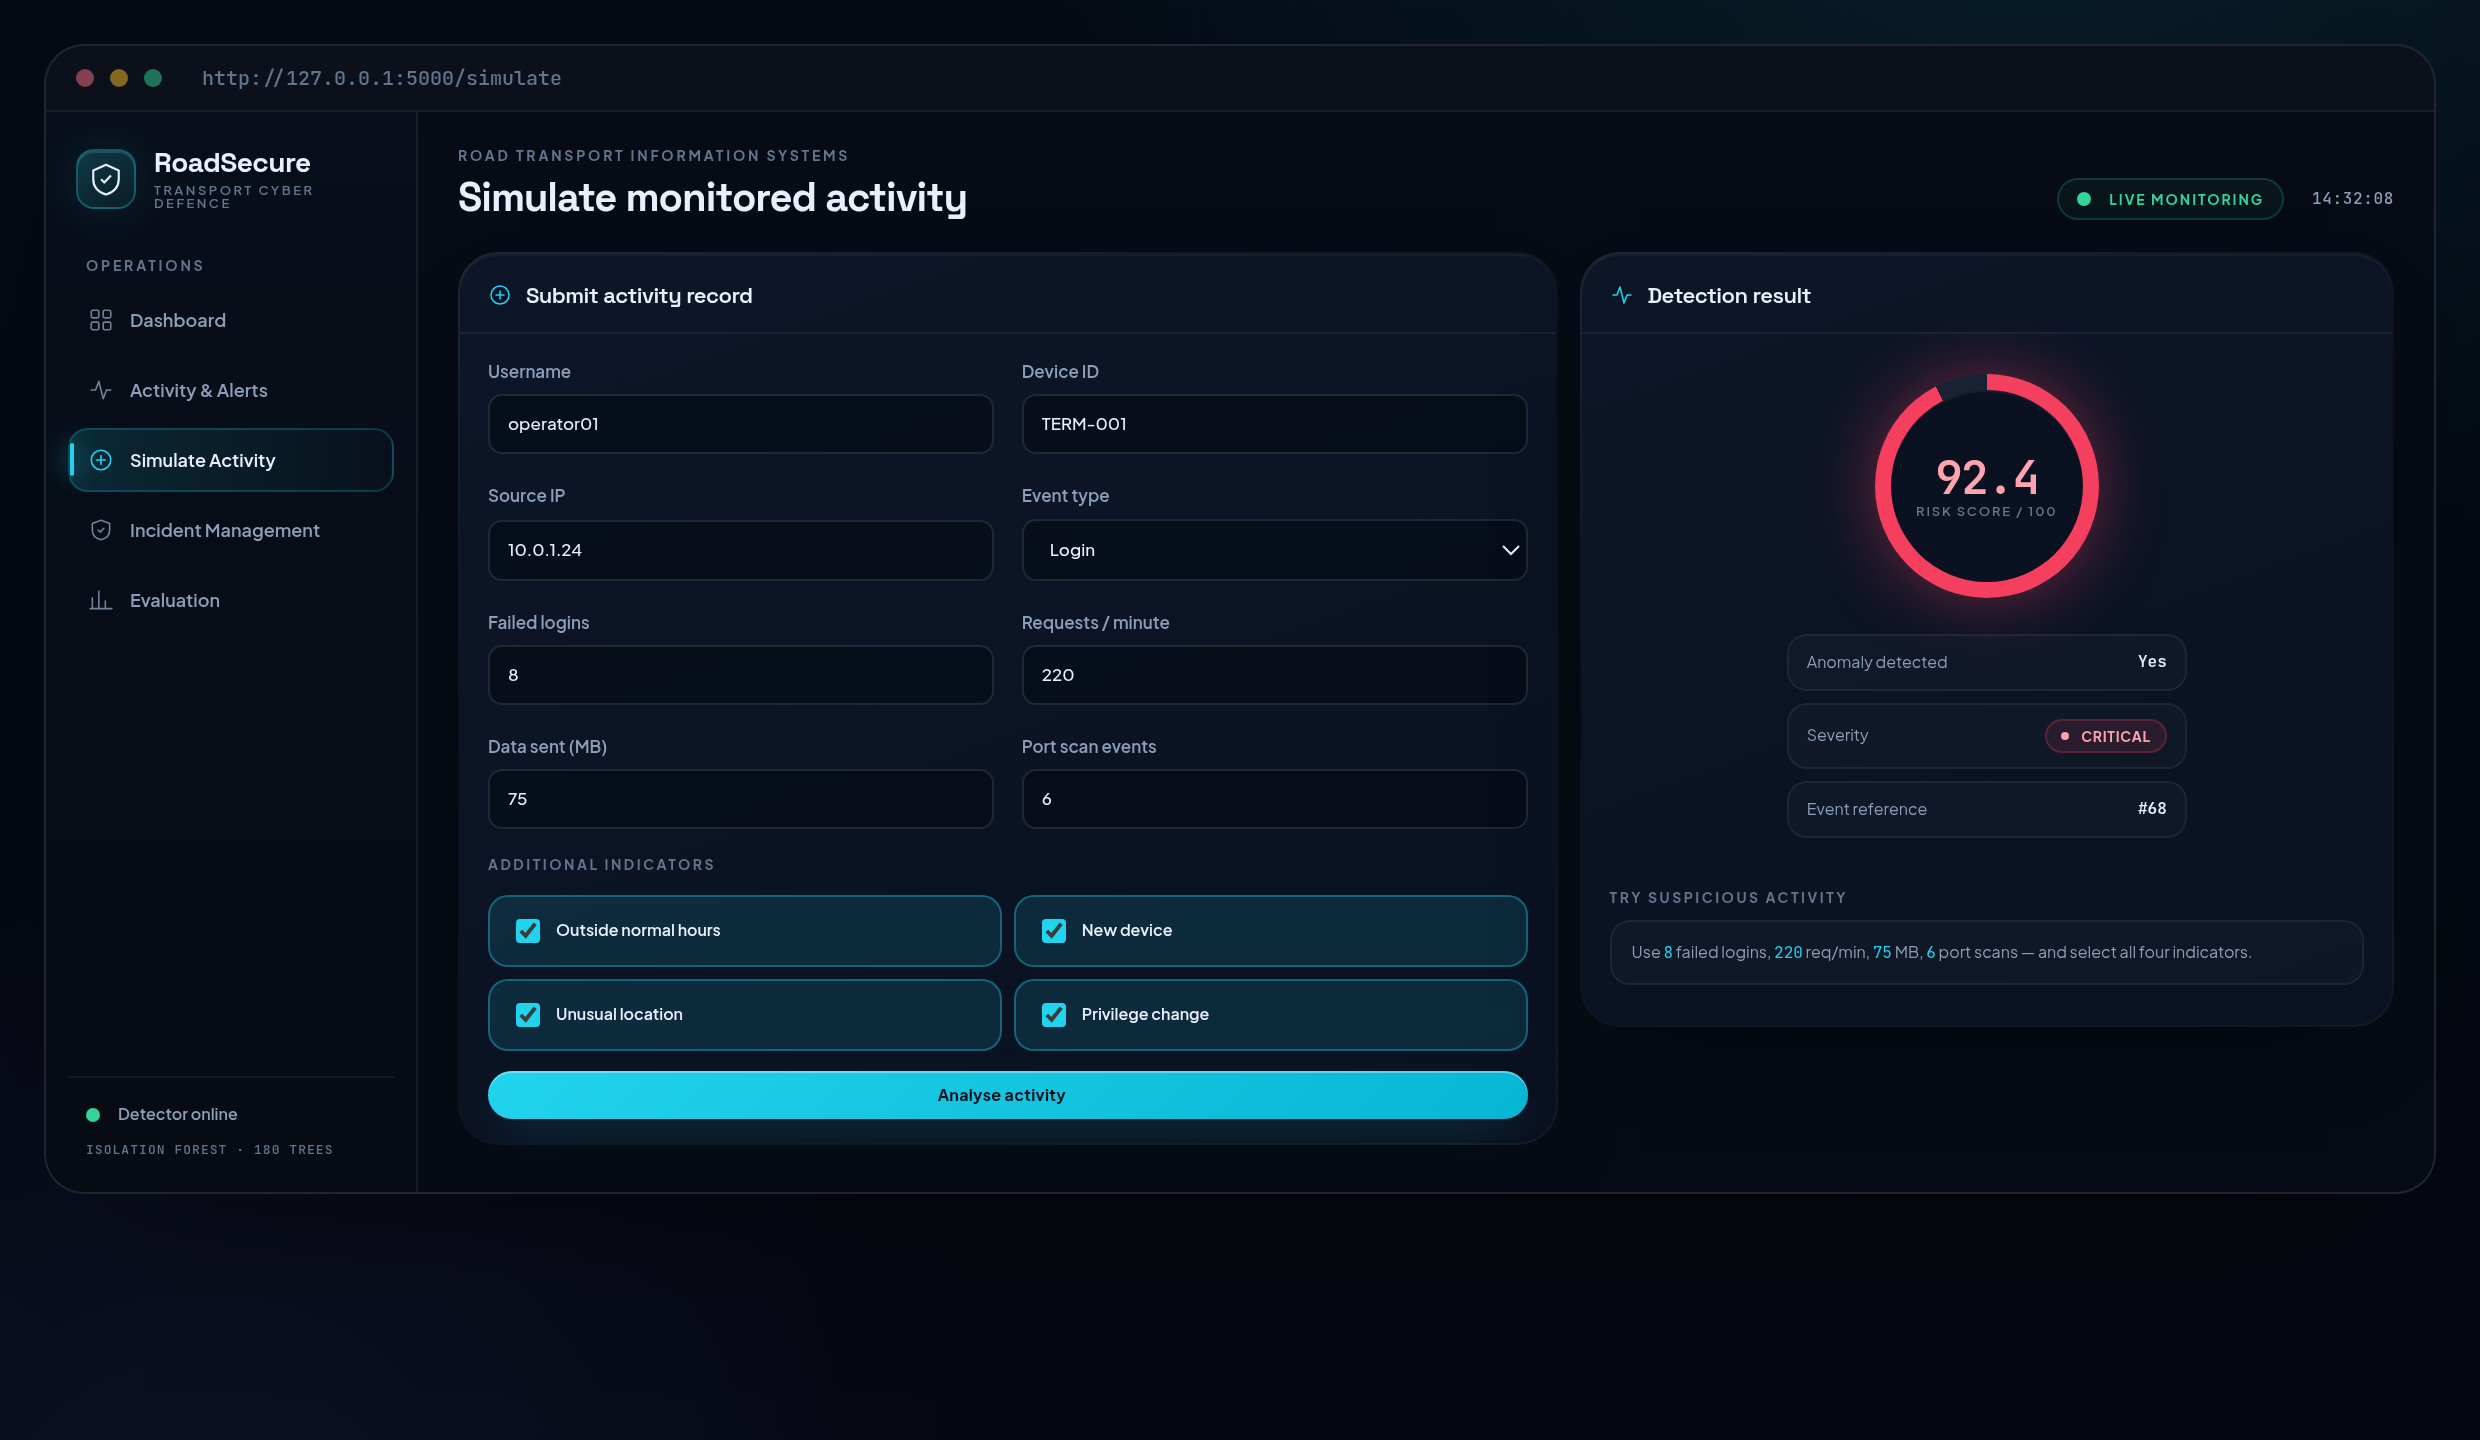 http://127.0.0.1:5000/simulate
RoadSecure
TRANSPORT CYBER
DEFENCE
OPERATIONS
Dashboard
Activity & Alerts
Simulate Activity
Incident Management
Evaluation
Detector online
ISOLATION FOREST · 180 TREES
ROAD TRANSPORT INFORMATION SYSTEMS
Simulate monitored activity
LIVE MONITORING
14:32:08
Submit activity record
Username
Device ID
operator01
TERM-001
Source IP
Event type
10.0.1.24
Login
Failed logins
Requests / minute
8
220
Data sent (MB)
Port scan events
75
6
ADDITIONAL INDICATORS
Outside normal hours
New device
Unusual location
Privilege change
Analyse activity
Detection result
92.4
RISK SCORE / 100
Anomaly detected
Yes
Severity
CRITICAL
Event reference
#68
TRY SUSPICIOUS ACTIVITY
Use 8 failed logins, 220 req/min, 75 MB, 6 port scans — and select all four indicators.